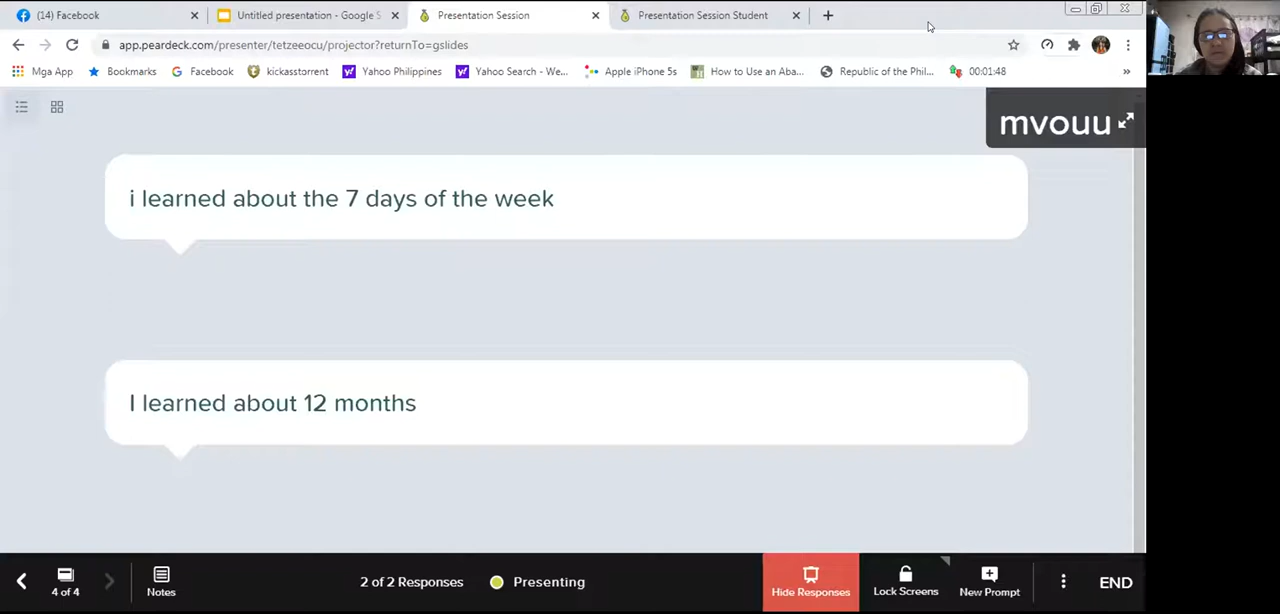 (14) Facebook
Untitled presentation - Google S
Presentation Session
Presentation Session Student
app.peardeck.com/presenter/tetzeeocu/projector?returnTo=gslides
Mga App
Bookmarks
Facebook
kickasstorrent
Yahoo Philippines
Yahoo Search - We...
Apple iPhone 5s
How to Use an Aba...
Republic of the Phil...
00:01:48
»
mvouu
i learned about the 7 days of the week
I learned about 12 months
4 of 4
Notes
2 of 2 Responses
Presenting
Hide Responses
Lock Screens
New Prompt
END